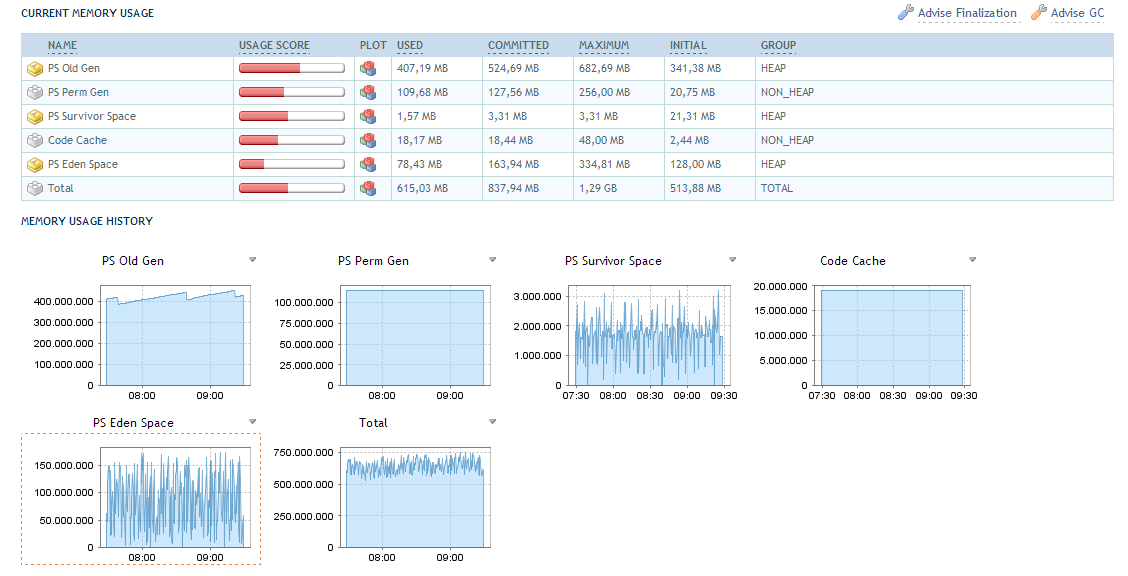 CURRENT MEMORY USAGE Advise Finalization Advise GC
NAME USAGE SCORE PLOT USED COMMITTED MAXIMUM INITIAL GROUP
PS Old Gen 407,19 MB 524,69 MB 682,69 MB 341,38 MB HEAP
PS Perm Gen 109,68 MB 127,56 MB 256,00 MB 20,75 MB NON_HEAP
PS Survivor Space 1,57 MB 3,31 MB 3,31 MB 21,31 MB HEAP
Code Cache 18,17 MB 18,44 MB 48,00 MB 2,44 MB NON_HEAP
PS Eden Space 78,43 MB 163,94 MB 334,81 MB 128,00 MB HEAP
Total 615,03 MB 837,94 MB 1,29 GB 513,88 MB TOTAL
MEMORY USAGE HISTORY
PS Old Gen
400.000.000
300.000.000
200.000.000
100.000.000
0
08:00 09:00
PS Perm Gen
100.000.000
75.000.000
50.000.000
25.000.000
0
08:00 09:00
PS Survivor Space
3.000.000
2.000.000
1.000.000
0
07:30 08:00 08:30 09:00 09:30
Code Cache
20.000.000
15.000.000
10.000.000
5.000.000
0
07:30 08:00 08:30 09:00 09:30
PS Eden Space
150.000.000
100.000.000
50.000.000
0
08:00 09:00
Total
750.000.000
500.000.000
250.000.000
0
08:00 09:00